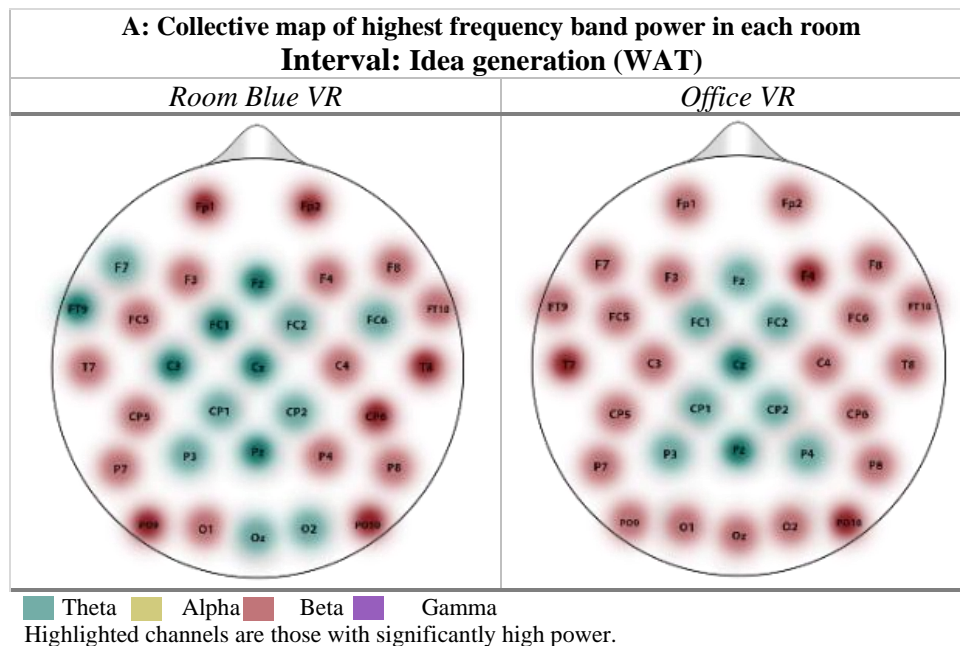 A: Collective map of highest frequency band power in each room
Interval: Idea generation (WAT)
Room Blue VR Office VR
Fp1 Fp2 Fp1 Fp2
F7 F3 Fz F4 F8 F7 F3 Fz F4 F8
FT9 FC5 FC1 FC2 FC6 FT10 FT9 FC5 FC1 FC2 FC6 FT10
T7 C3 Cz C4 T8 T7 C3 Cz C4 T8
CP5 CP1 CP2 CP6 CP5 CP1 CP2 CP6
P7 P3 Pz P4 P8 P7 P3 Pz P4 P8
PO9 O1 Oz O2 PO10 PO9 O1 Oz O2 PO10
Theta Alpha Beta Gamma
Highlighted channels are those with significantly high power.